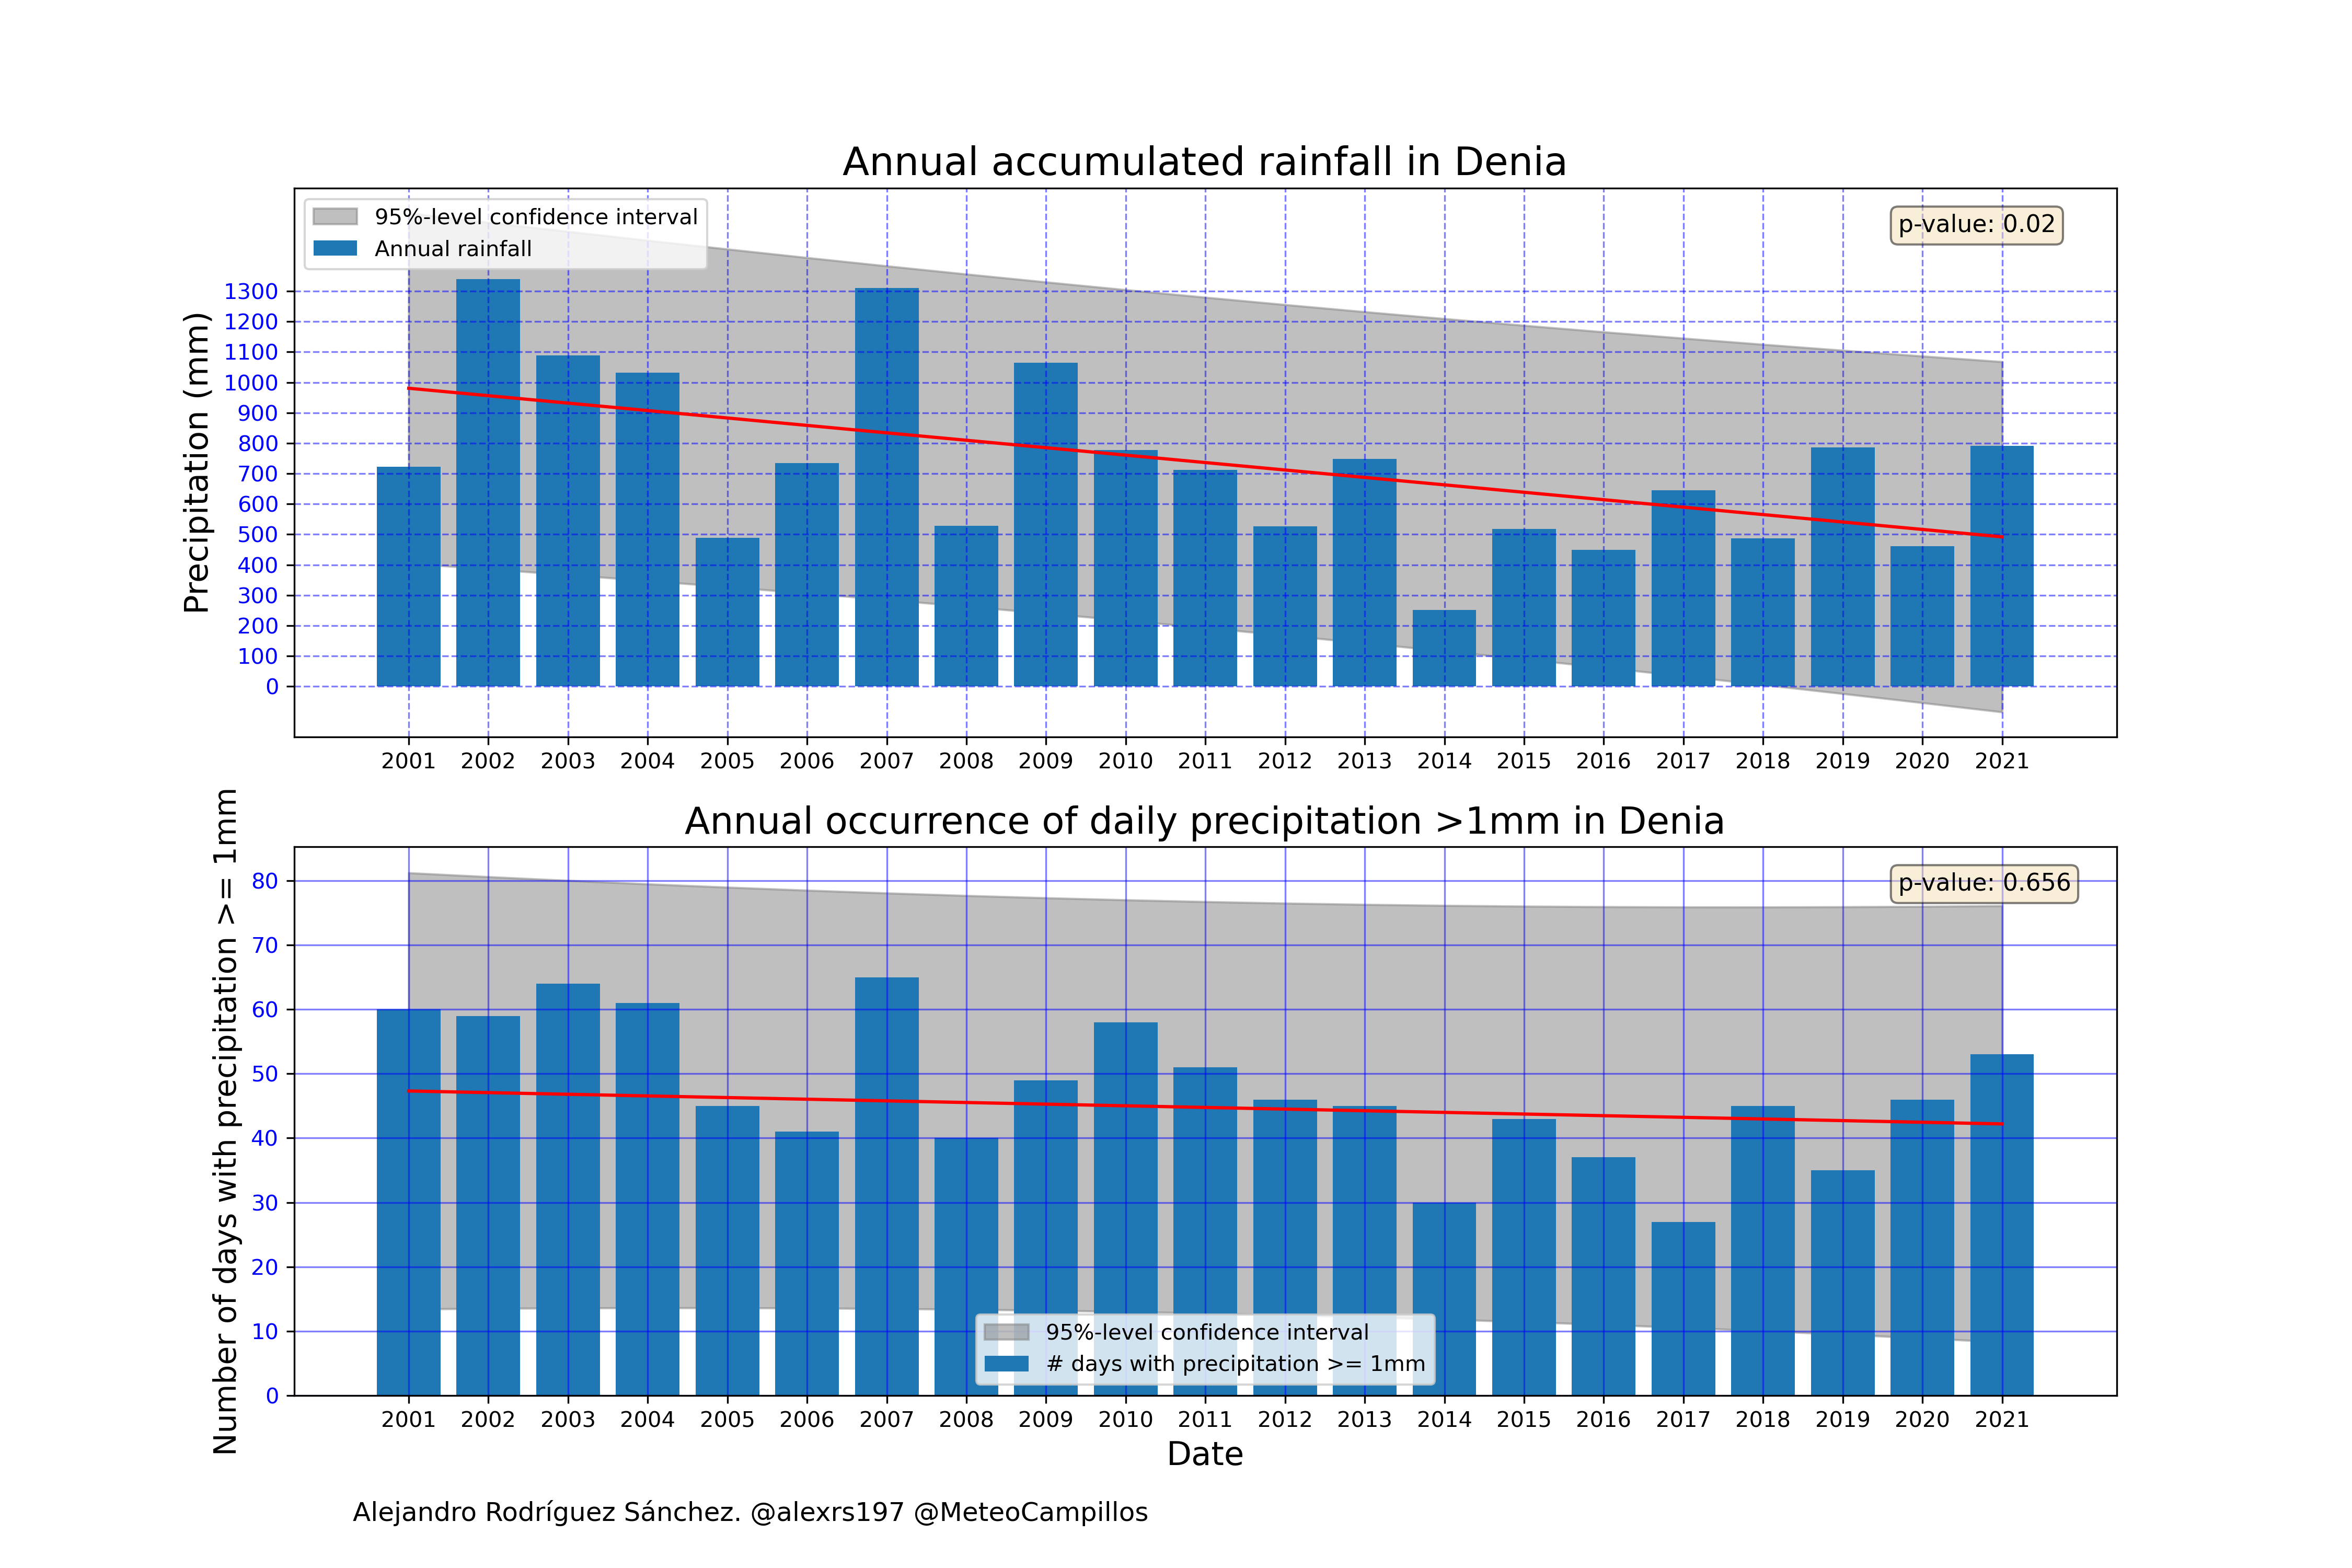 Annual accumulated rainfall in Denia
95%-level confidence interval
Annual rainfall
p-value: 0.02
Precipitation (mm)
1300
1200
1100
1000
900
800
700
600
500
400
300
200
100
0
2001 2002 2003 2004 2005 2006 2007 2008 2009 2010 2011 2012 2013 2014 2015 2016 2017 2018 2019 2020 2021
Annual occurrence of daily precipitation >1mm in Denia
p-value: 0.656
Number of days with precipitation >= 1mm
80
70
60
50
40
30
20
10
0
95%-level confidence interval
# days with precipitation >= 1mm
2001 2002 2003 2004 2005 2006 2007 2008 2009 2010 2011 2012 2013 2014 2015 2016 2017 2018 2019 2020 2021
Date
Alejandro Rodríguez Sánchez. @alexrs197 @MeteoCampillos